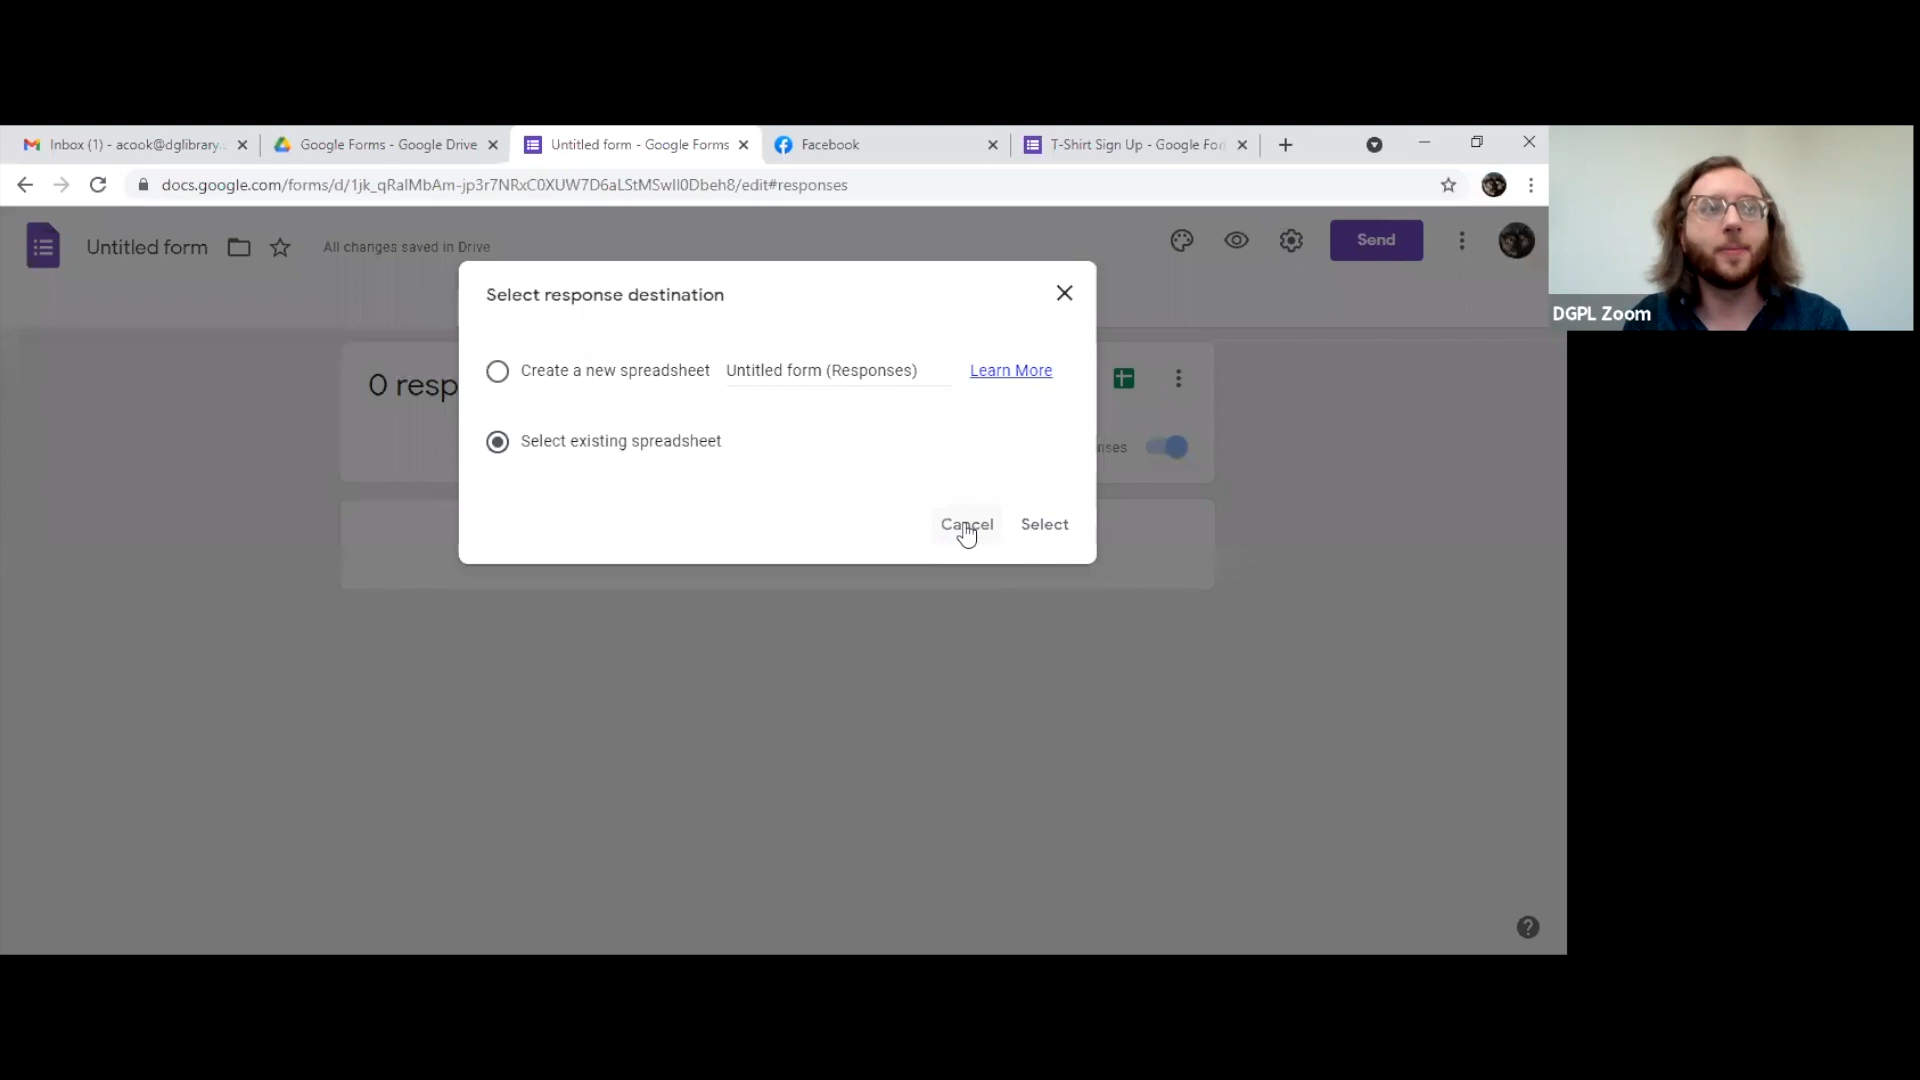 Inbox (1) - acook@dglibrary.
Google Forms - Google Drive
Untitled form - Google Forms
Facebook
T-Shirt Sign Up - Google Fo
docs.google.com/forms/d/1jk_qRalMbAm-jp3r7NRxC0XUW7D6aLStMSwIl0Dbeh8/edit#responses
Untitled form
All changes saved in Drive
Send
DGPL Zoom
Select response destination
0 resp
Create a new spreadsheet
Untitled form (Responses)
Learn More
Select existing spreadsheet
nses
Cancel
Select